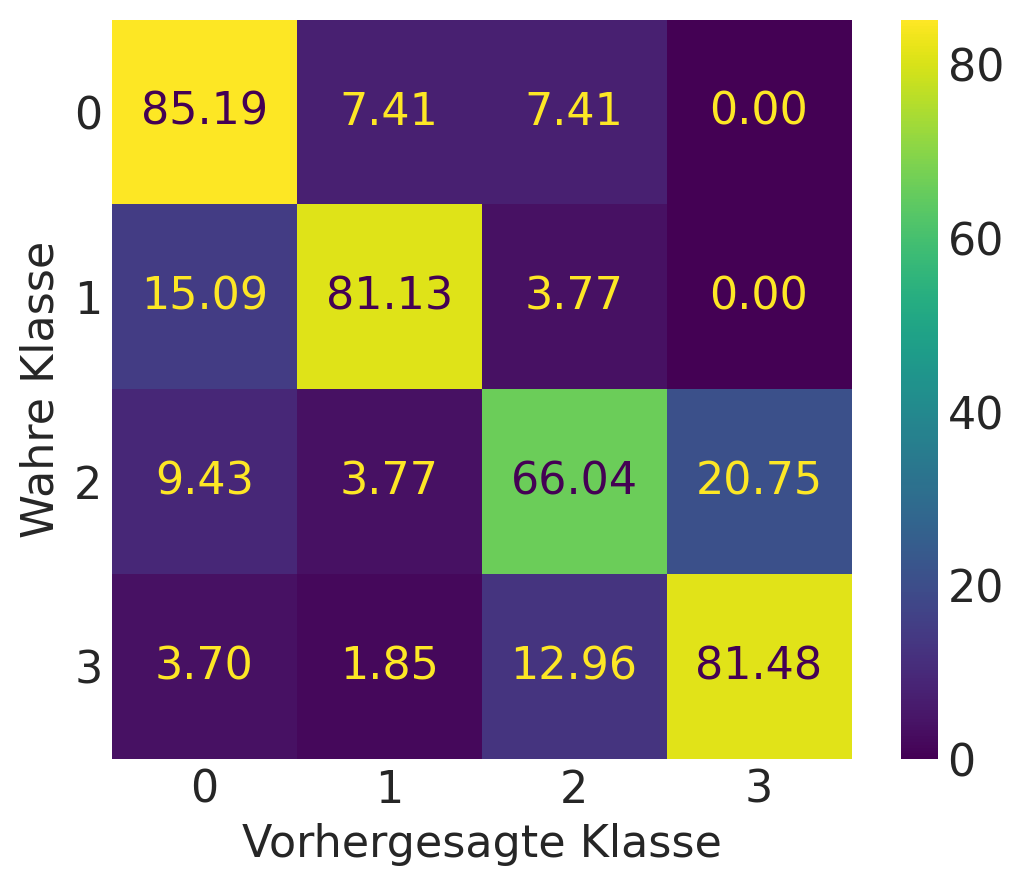 0 85.19 7.41 7.41 0.00
1 15.09 81.13 3.77 0.00
2 9.43 3.77 66.04 20.75
3 3.70 1.85 12.96 81.48
0 1 2 3
Vorhergesagte Klasse
Wahre Klasse
80
60
40
20
0